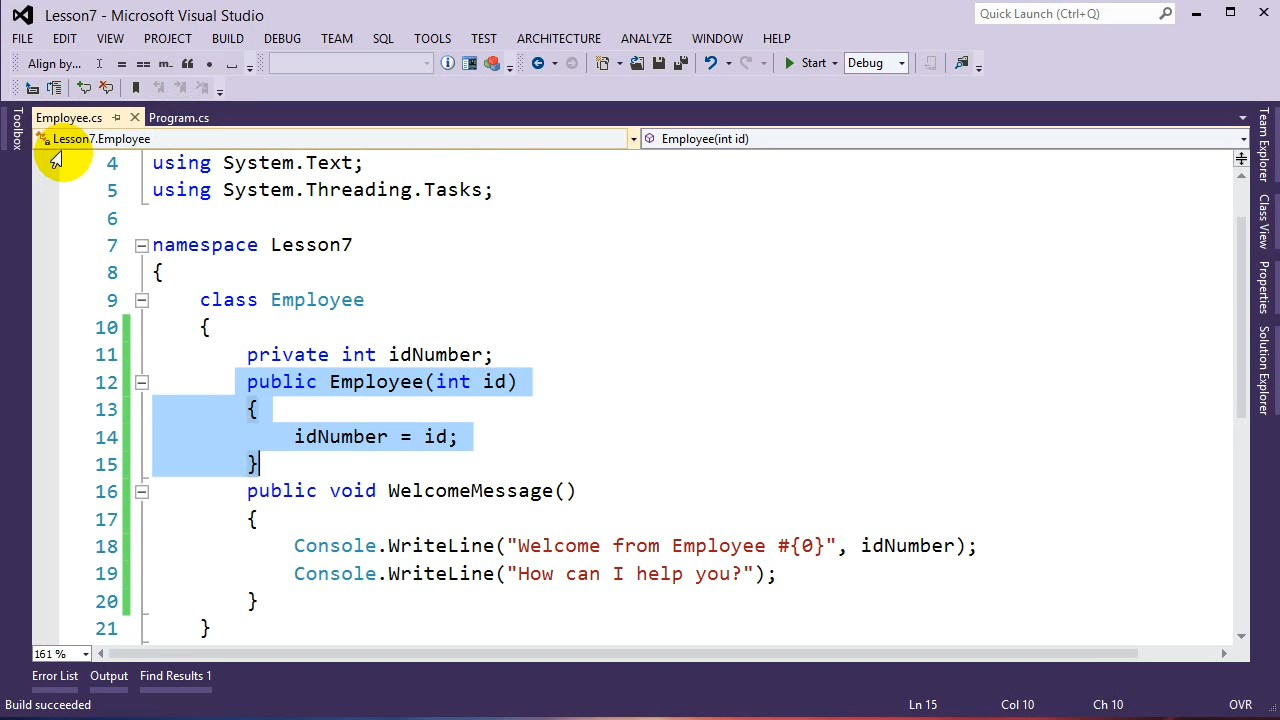 Lesson7 - Microsoft Visual Studio
Quick Launch (Ctrl+Q)
FILE EDIT VIEW PROJECT BUILD DEBUG TEAM SQL TOOLS TEST ARCHITECTURE ANALYZE WINDOW HELP
Align by... Start Debug
Employee.cs Program.cs
Lesson7.Employee Employee(int id)
4 using System.Text;
5 using System.Threading.Tasks;
6
7 namespace Lesson7
8 {
9 class Employee
10 {
11 private int idNumber;
12 public Employee(int id)
13 {
14 idNumber = id;
15 }
16 public void WelcomeMessage()
17 {
18 Console.WriteLine("Welcome from Employee #{0}", idNumber);
19 Console.WriteLine("How can I help you?");
20 }
21 }
Toolbox
Team Explorer
Class View
Properties
Solution Explorer
161 %
Error List Output Find Results 1
Build succeeded Ln 15 Col 10 Ch 10 OVR